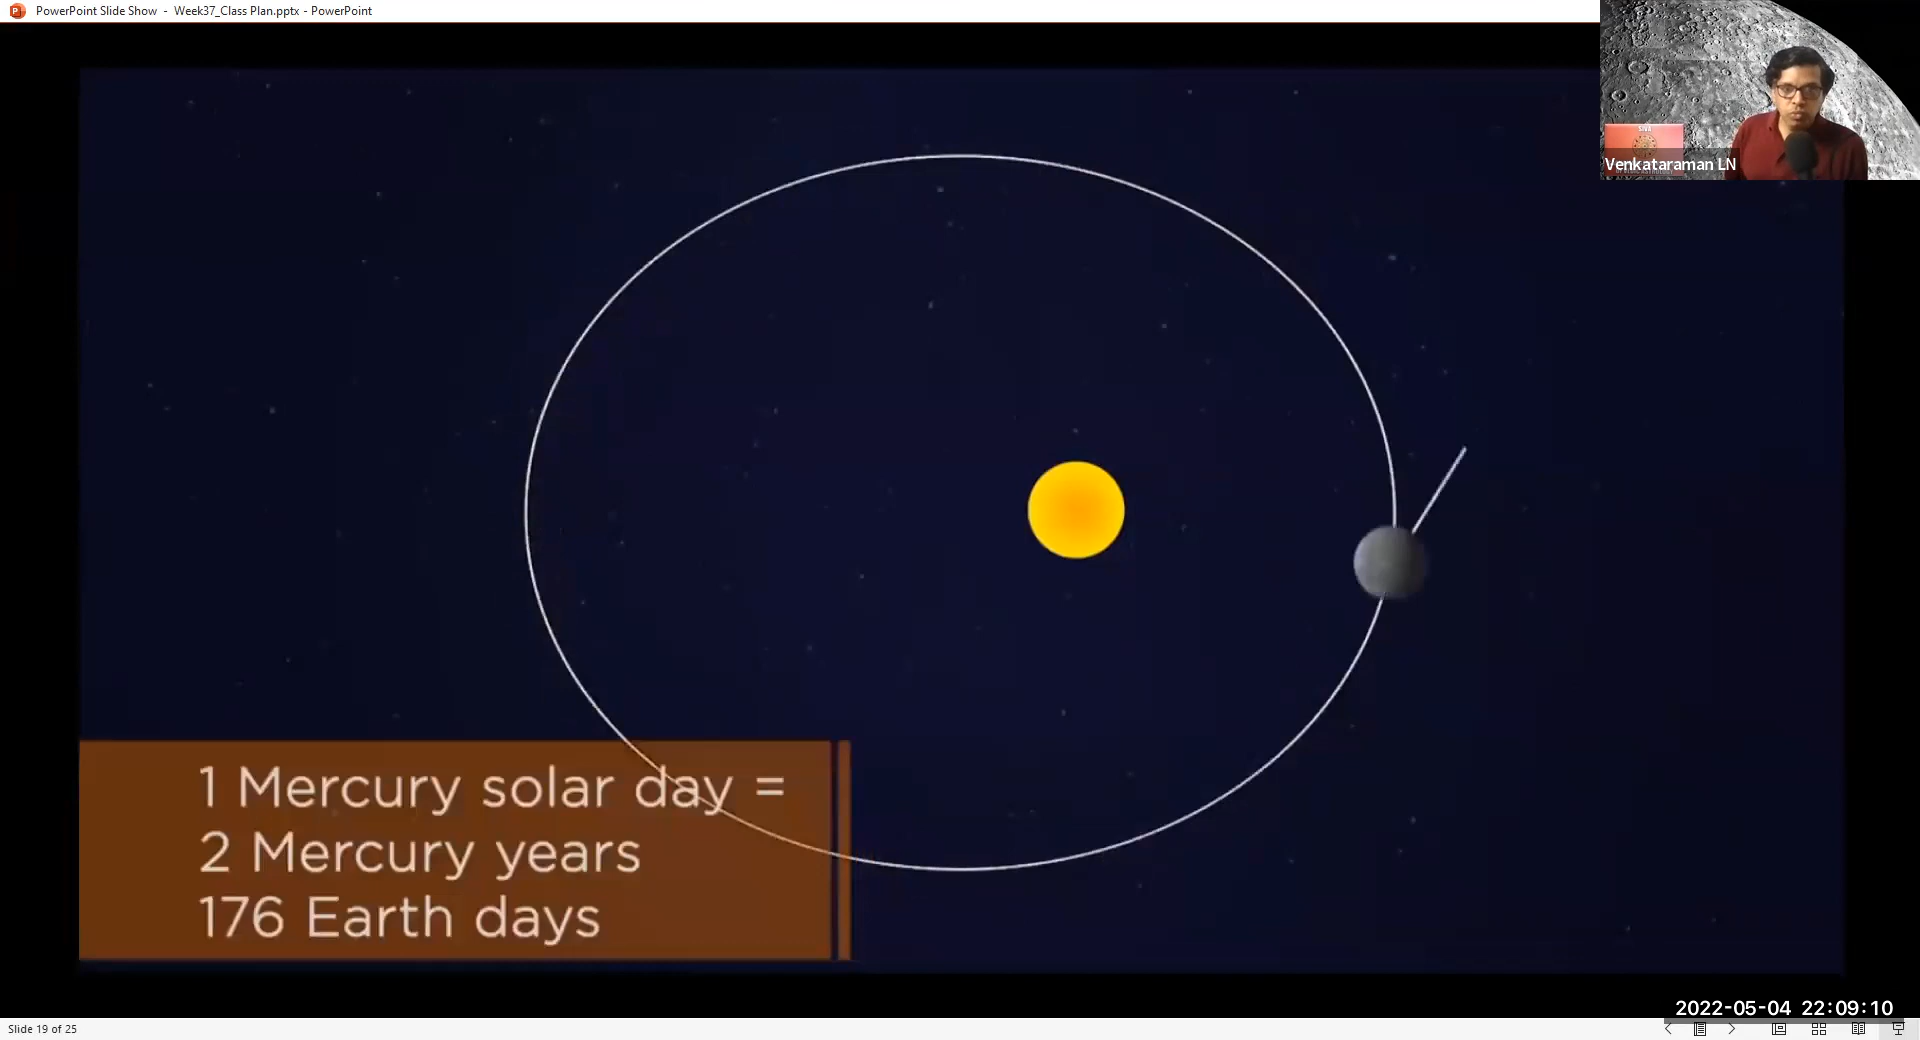 PowerPoint Slide Show - Week37_Class Plan.pptx - PowerPoint
SIVA
Venkataraman LN
1 Mercury solar day =
2 Mercury years
176 Earth days
2022-05-04 22:09:10
Slide 19 of 25